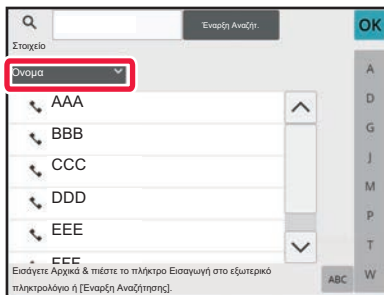 Έναρξη Αναζήτ.
OK
Στοιχείο
Όνομα
A
AAA
D
BBB
G
CCC
J
DDD
M
EEE
P
FFF
T
Εισάγετε Αρχικά & πιέστε το πλήκτρο Εισαγωγή στο εξωτερικό
πληκτρολόγιο ή [Έναρξη Αναζήτησης].
ABC
W